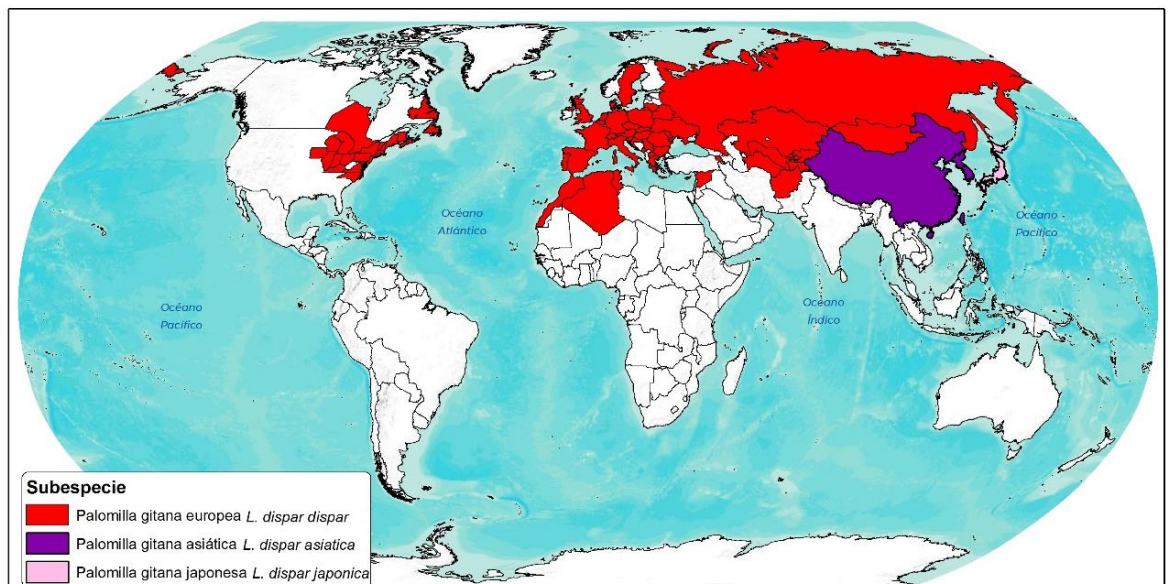 Océano
Atlántico
Océano
Pacífico
Océano
Pacífico
Océano
Índico
Subespecie
Palomilla gitana europea L. dispar dispar
Palomilla gitana asiática L. dispar asiatica
Palomilla gitana japonesa L. dispar japonica